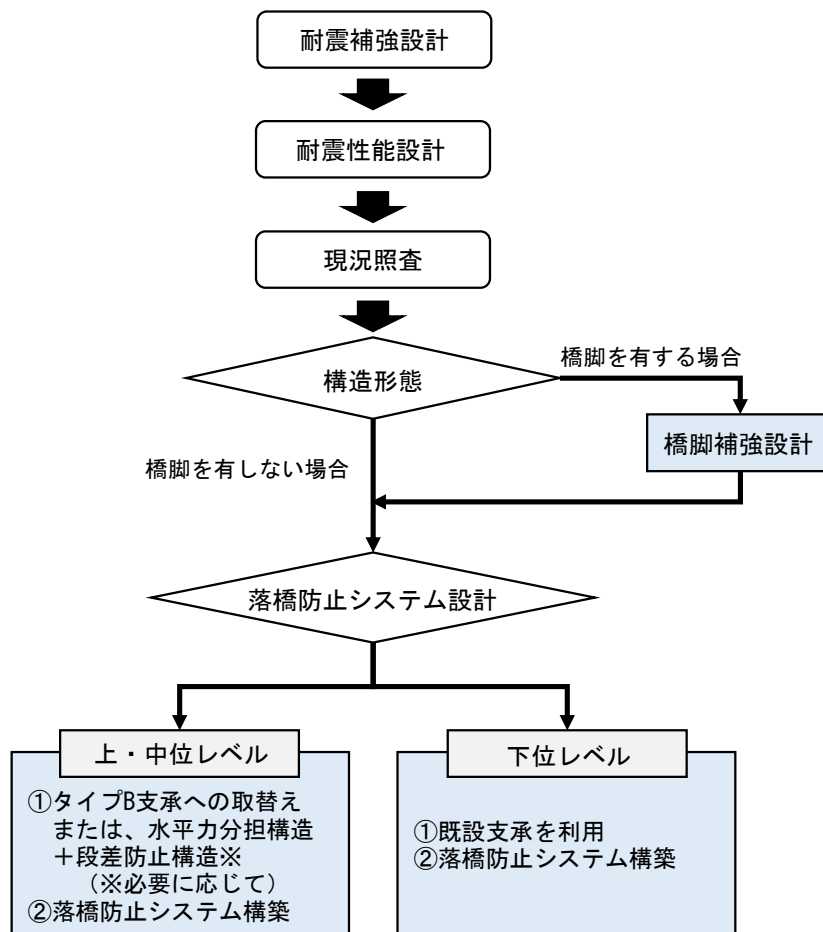 耐震補強設計
耐震性能設計
現況照査
構造形態
橋脚を有する場合
橋脚補強設計
橋脚を有しない場合
落橋防止システム設計
上・中位レベル
①タイプB支承への取替え
または、水平力分担構造
＋段差防止構造※
（※必要に応じて）
②落橋防止システム構築
下位レベル
①既設支承を利用
②落橋防止システム構築